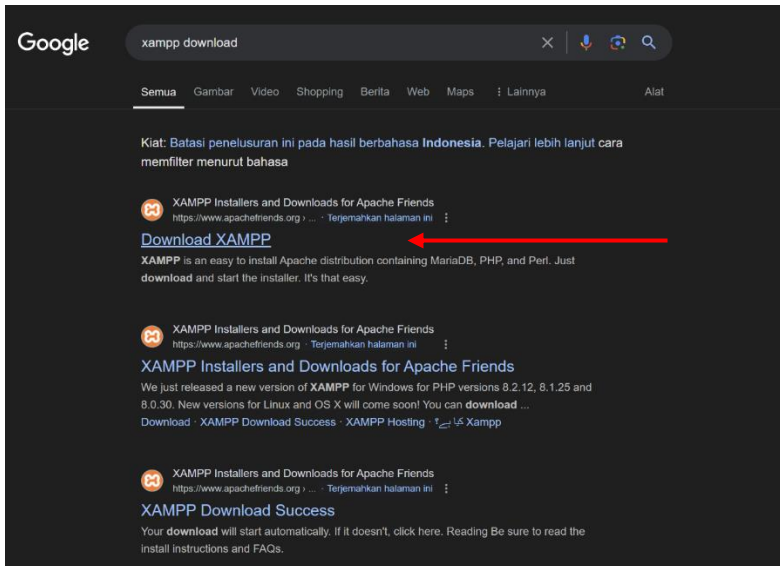 Google
xampp download
Semua Gambar Video Shopping Berita Web Maps Lainnya Alat
Kiat: Batasi penelusuran ini pada hasil berbahasa Indonesia. Pelajari lebih lanjut cara
memfilter menurut bahasa
XAMPP Installers and Downloads for Apache Friends
https://www.apachefriends.org › ... · Terjemahkan halaman ini
Download XAMPP
XAMPP is an easy to install Apache distribution containing MariaDB, PHP, and Perl. Just
download and start the installer. It's that easy.
XAMPP Installers and Downloads for Apache Friends
https://www.apachefriends.org · Terjemahkan halaman ini
XAMPP Installers and Downloads for Apache Friends
We just released a new version of XAMPP for Windows for PHP versions 8.2.12, 8.1.25 and
8.0.30. New versions for Linux and OS X will come soon! You can download ...
Download · XAMPP Download Success · XAMPP Hosting · Xampp کیا ہے؟
XAMPP Installers and Downloads for Apache Friends
https://www.apachefriends.org › ... · Terjemahkan halaman ini
XAMPP Download Success
Your download will start automatically. If it doesn't, click here. Reading Be sure to read the
install instructions and FAQs.